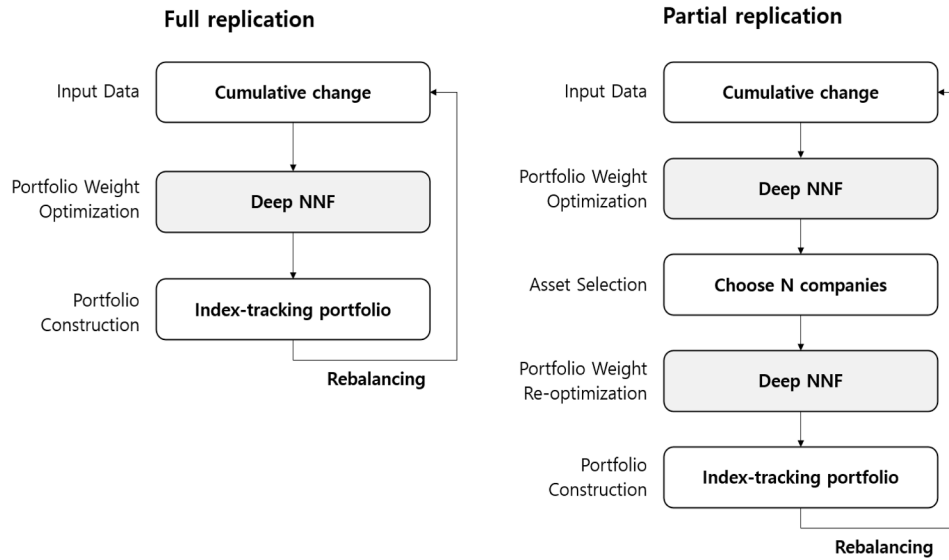 Full replication
Input Data
Cumulative change
Portfolio Weight
Optimization
Deep NNF
Portfolio
Construction
Index-tracking portfolio
Rebalancing
Partial replication
Input Data
Cumulative change
Portfolio Weight
Optimization
Deep NNF
Asset Selection
Choose N companies
Portfolio Weight
Re-optimization
Deep NNF
Portfolio
Construction
Index-tracking portfolio
Rebalancing